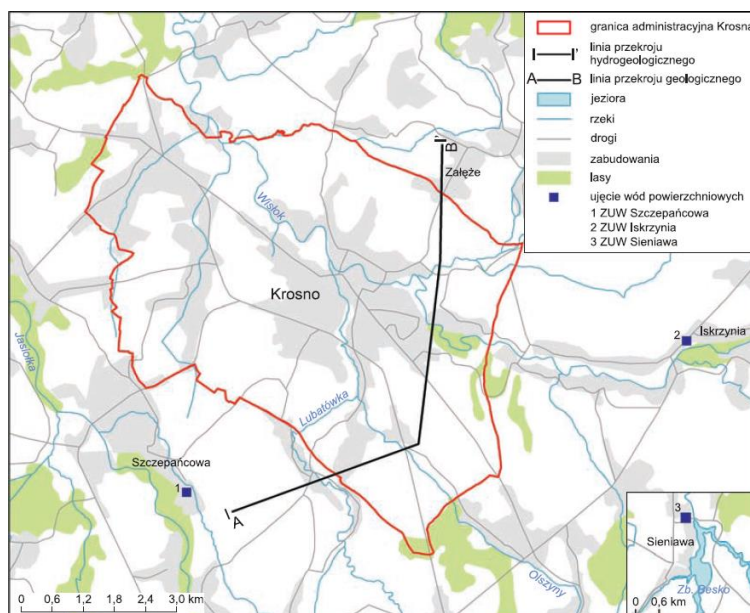 granica administracyjna Krosna
I I' linia przekroju
hydrogeologicznego
A B linia przekroju geologicznego
jeziora
rzeki
drogi
zabudowania
lasy
ujęcie wód powierzchniowych
1 ZUW Szczepańcowa
2 ZUW Iskrzynia
3 ZUW Sieniawa
I'
B
Załęże
Wisłok
Krosno
Iskrzynia
2
Jasiołka
Lubatówka
Szczepańcowa
1
I
A
3
Sieniawa
Olszyny
Zb. Besko
0 0,6 1,2 1,8 2,4 3,0 km
0 0,6 km